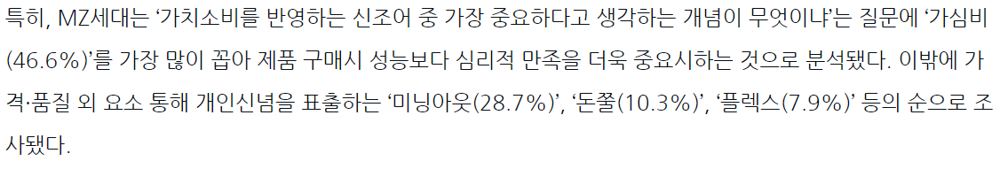 특히, MZ세대는 ‘가치소비를 반영하는 신조어 중 가장 중요하다고 생각하는 개념이 무엇이냐’는 질문에 ‘가심비
(46.6%)’를 가장 많이 꼽아 제품 구매시 성능보다 심리적 만족을 더욱 중요시하는 것으로 분석됐다. 이밖에 가
격·품질 외 요소 통해 개인신념을 표출하는 ‘미닝아웃(28.7%)’, ‘돈쭐(10.3%)’, ‘플렉스(7.9%)’ 등의 순으로 조
사됐다.